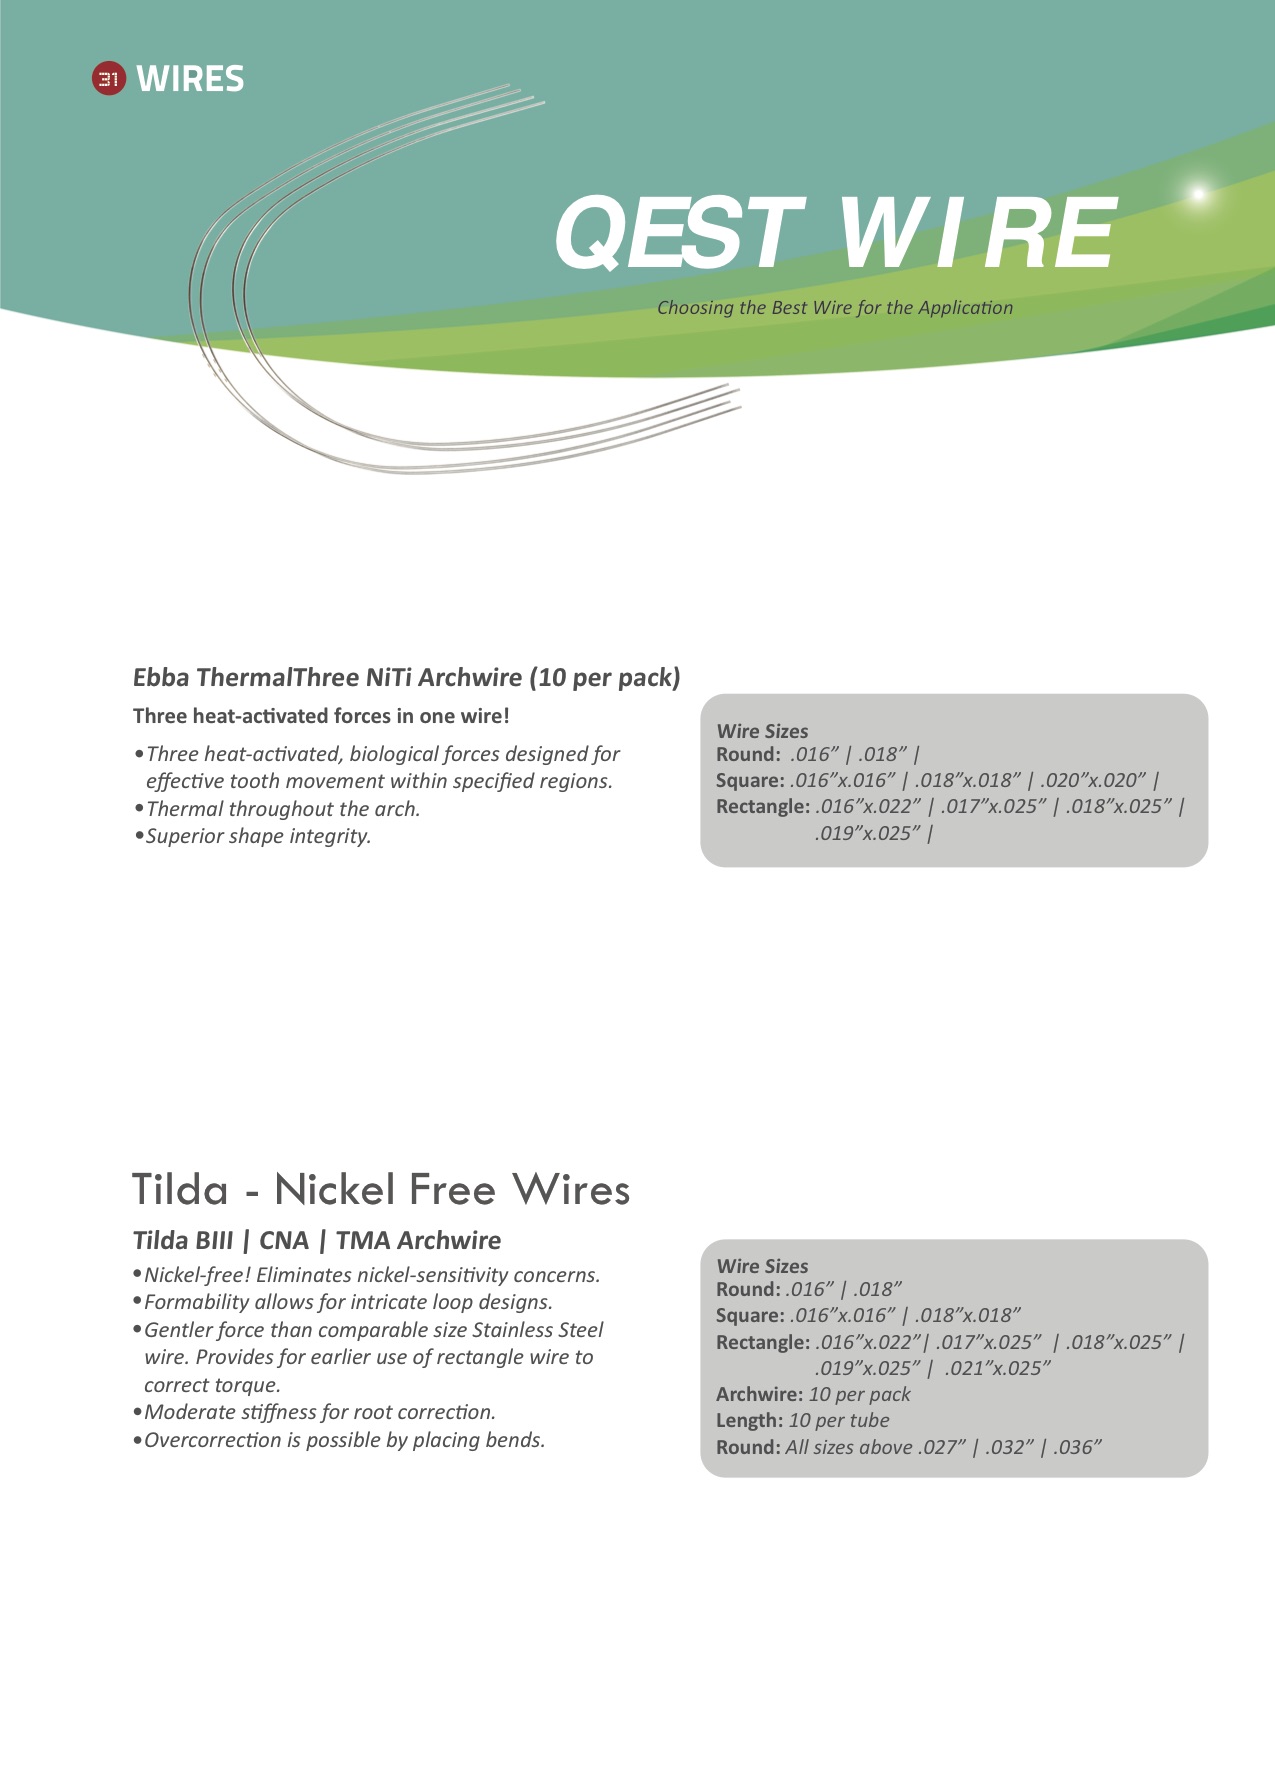 31 WIRES
QEST WIRE
Choosing the Best Wire for the Application
Ebba ThermalThree NiTi Archwire (10 per pack)
Three heat-activated forces in one wire!
•Three heat-activated, biological forces designed for
effective tooth movement within specified regions.
•Thermal throughout the arch.
•Superior shape integrity.
Wire Sizes
Round: .016” | .018” |
Square: .016”x.016” | .018”x.018” | .020”x.020” |
Rectangle: .016”x.022” | .017”x.025” | .018”x.025” |
.019”x.025” |
Tilda - Nickel Free Wires
Tilda BIII | CNA | TMA Archwire
•Nickel-free! Eliminates nickel-sensitivity concerns.
•Formability allows for intricate loop designs.
•Gentler force than comparable size Stainless Steel
wire. Provides for earlier use of rectangle wire to
correct torque.
•Moderate stiffness for root correction.
•Overcorrection is possible by placing bends.
Wire Sizes
Round: .016” | .018”
Square: .016”x.016” | .018”x.018”
Rectangle: .016”x.022”| .017”x.025” | .018”x.025” |
.019”x.025” | .021”x.025”
Archwire: 10 per pack
Length: 10 per tube
Round: All sizes above .027” | .032” | .036”